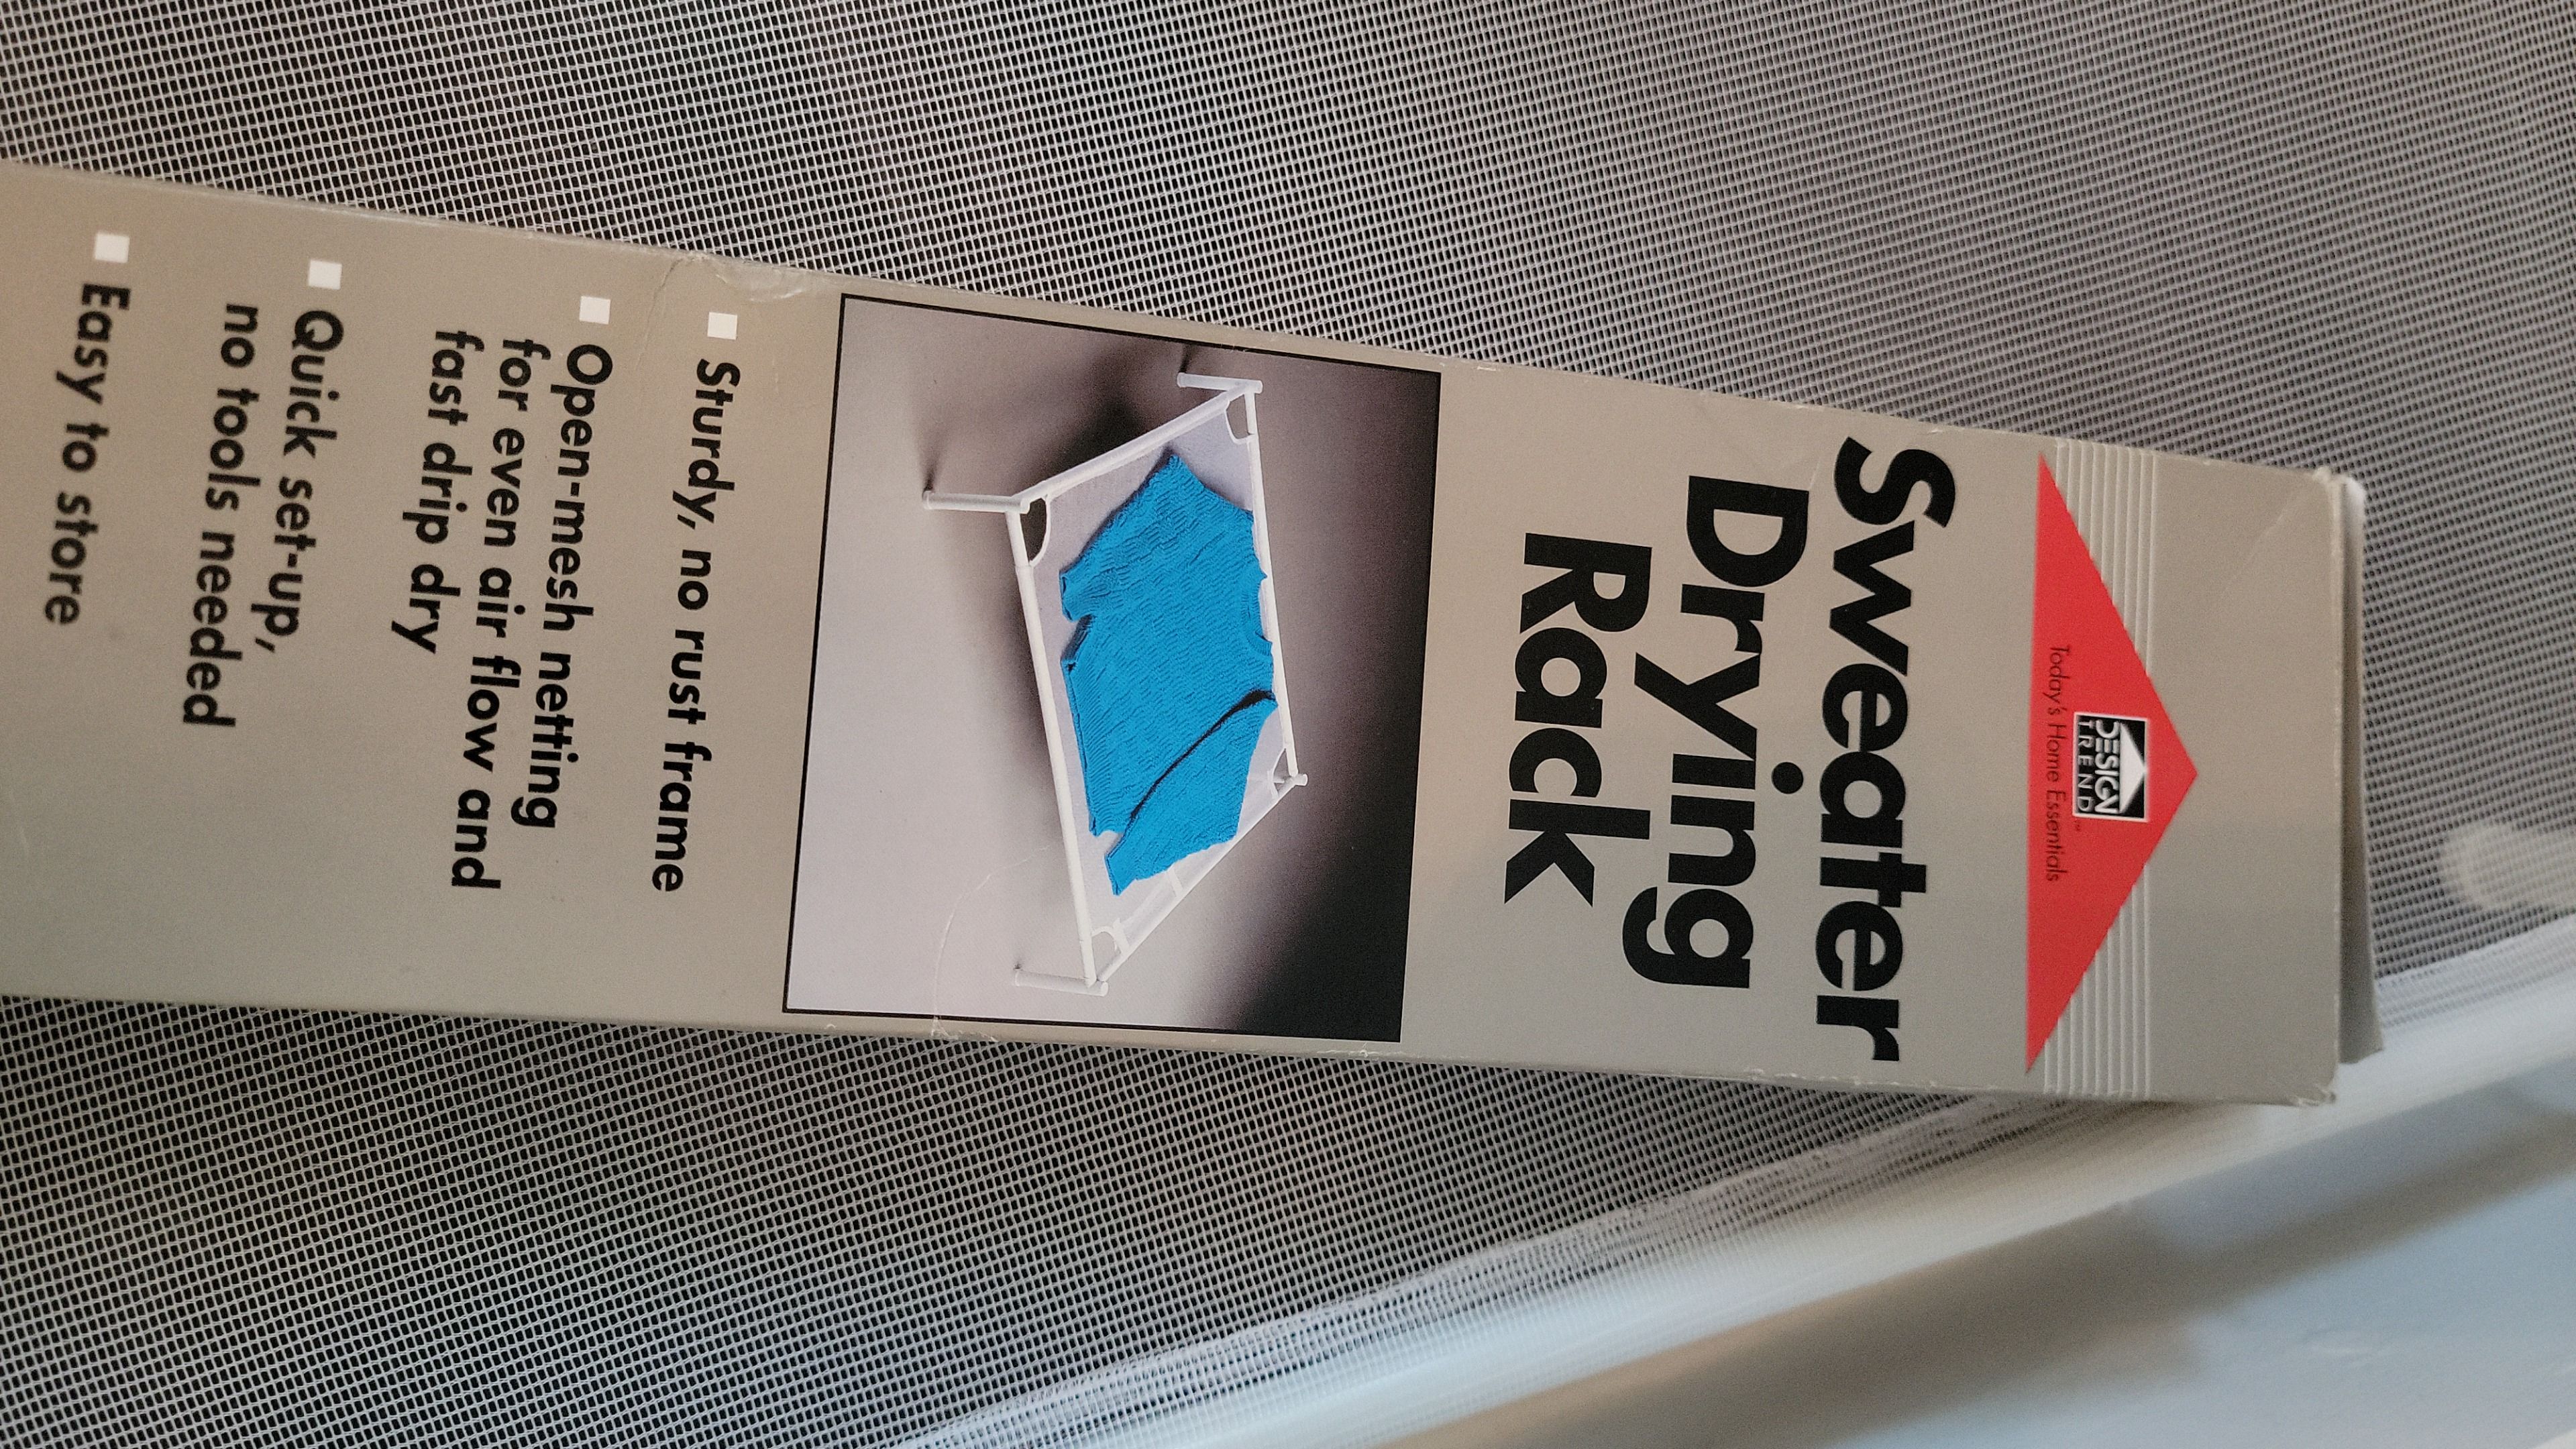 DESIGN
TREND™
Today's Home Essentials
Sweater
Drying
Rack
Sturdy, no rust frame
Open-mesh netting
for even air flow and
fast drip dry
Quick set-up,
no tools needed
Easy to store